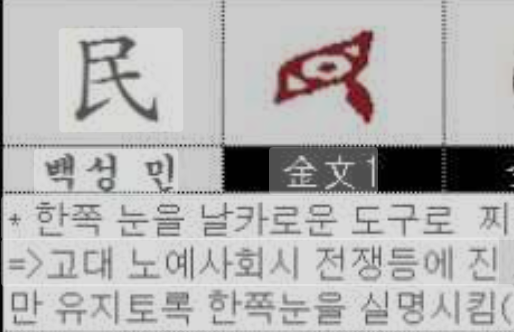 民
백성 민 金文1
* 한쪽 눈을 날카로운 도구로 찌
=>고대 노예사회시 전쟁등에 진
만 유지토록 한쪽눈을 실명시킴(